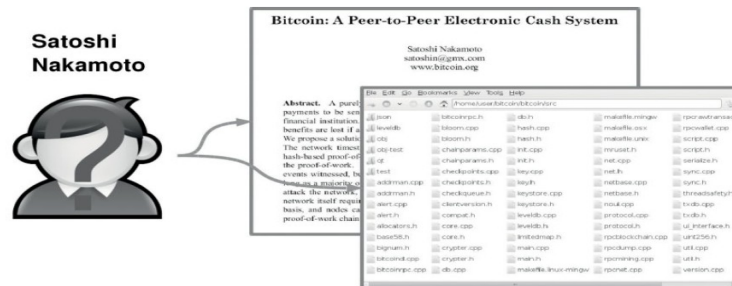 Satoshi
Nakamoto
?
Bitcoin: A Peer-to-Peer Electronic Cash System
Satoshi Nakamoto
satoshin@gmx.com
www.bitcoin.org
Abstract. A purely
payments to be sen
financial institution.
benefits are lost if a
We propose a solutio
The network timest
hash-based proof-of-
the proof-of-work.
events witnessed, bu
long as a majority o
attack the network,
network itself requir
basis, and nodes ca
proof-of-work chain
File Edit Go Bookmarks View Tools Help
/home/user/bitcoin/bitcoin/src
json bitcoinrpc.h db.h makefile.mingw rpcrawtransac
leveldb bloom.cpp hash.cpp makefile.osx rpcwallet.cpp
obj bloom.h hash.h makefile.unix script.cpp
obj-test chainparams.cpp init.cpp mruset.h script.h
qt chainparams.h init.h net.cpp serialize.h
test checkpoints.cpp key.cpp net.h sync.cpp
addrman.cpp checkpoints.h key.h netbase.cpp sync.h
addrman.h checkqueue.h keystore.cpp netbase.h threadsafety.h
alert.cpp clientversion.h keystore.h noui.cpp txdb.cpp
alert.h compat.h leveldb.cpp protocol.cpp txdb.h
allocators.h core.cpp leveldb.h protocol.h ui_interface.h
base58.h core.h limitedmap.h rpcblockchain.cpp uint256.h
bignum.h crypter.cpp main.cpp rpcdump.cpp util.cpp
bitcoind.cpp crypter.h main.h rpcmining.cpp util.h
bitcoinrpc.cpp db.cpp makefile.linux-mingw rpcnet.cpp version.cpp